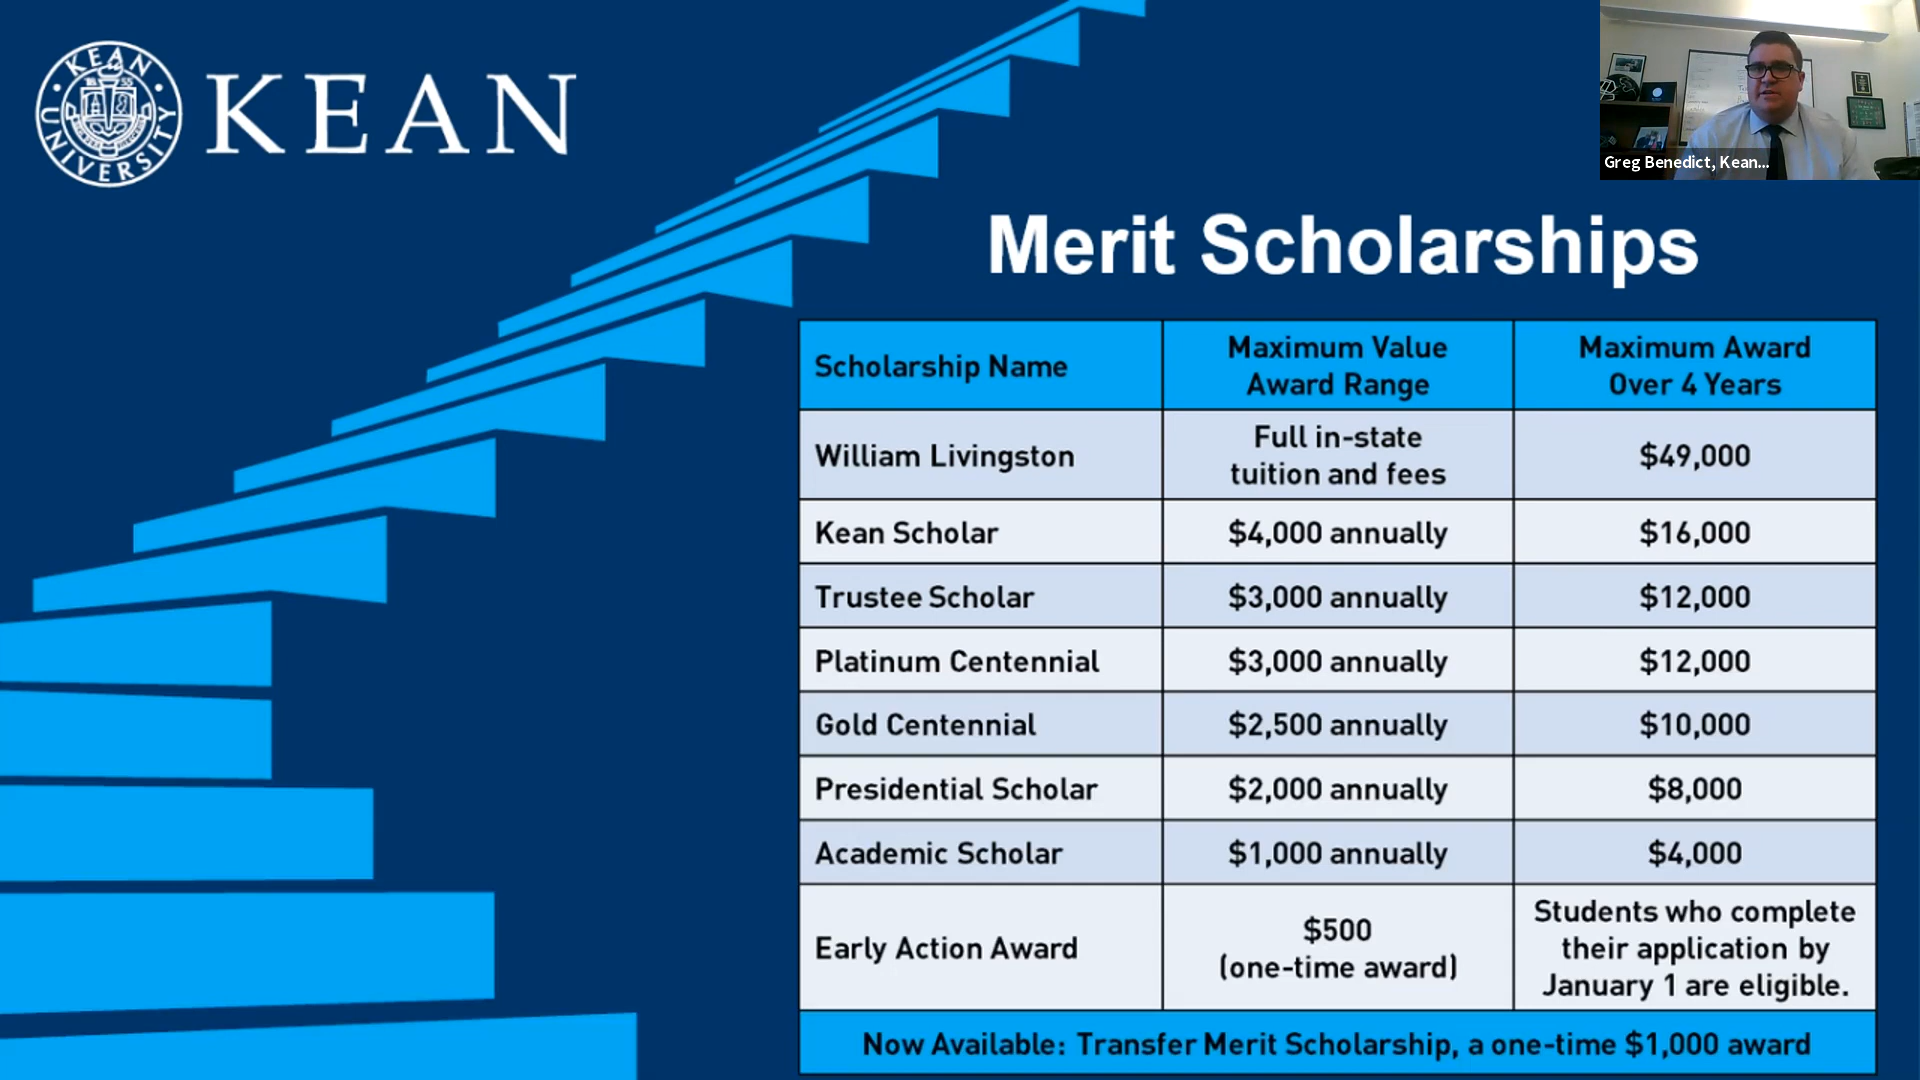 KEAN
UNIVERSITY
18 55
KEAN
Greg Benedict, Kean...
Merit Scholarships
Scholarship Name
Maximum Value
Award Range
Maximum Award
Over 4 Years
William Livingston
Full in-state
tuition and fees
$49,000
Kean Scholar
$4,000 annually
$16,000
Trustee Scholar
$3,000 annually
$12,000
Platinum Centennial
$3,000 annually
$12,000
Gold Centennial
$2,500 annually
$10,000
Presidential Scholar
$2,000 annually
$8,000
Academic Scholar
$1,000 annually
$4,000
Early Action Award
$500
(one-time award)
Students who complete
their application by
January 1 are eligible.
Now Available: Transfer Merit Scholarship, a one-time $1,000 award